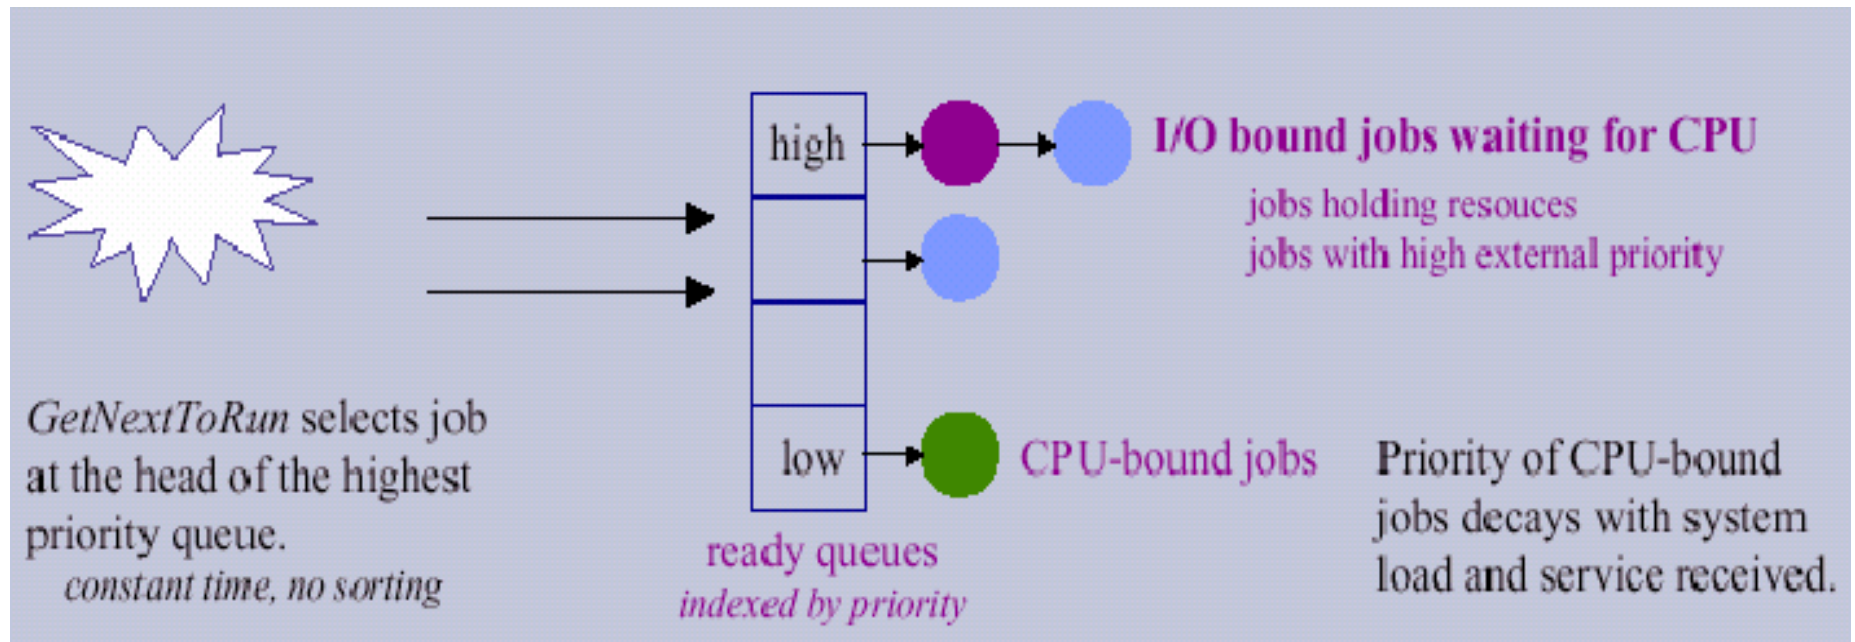 high
I/O bound jobs waiting for CPU
jobs holding resouces
jobs with high external priority
GetNextToRun selects job
at the head of the highest
priority queue.
constant time, no sorting
low
CPU-bound jobs
ready queues
indexed by priority
Priority of CPU-bound
jobs decays with system
load and service received.